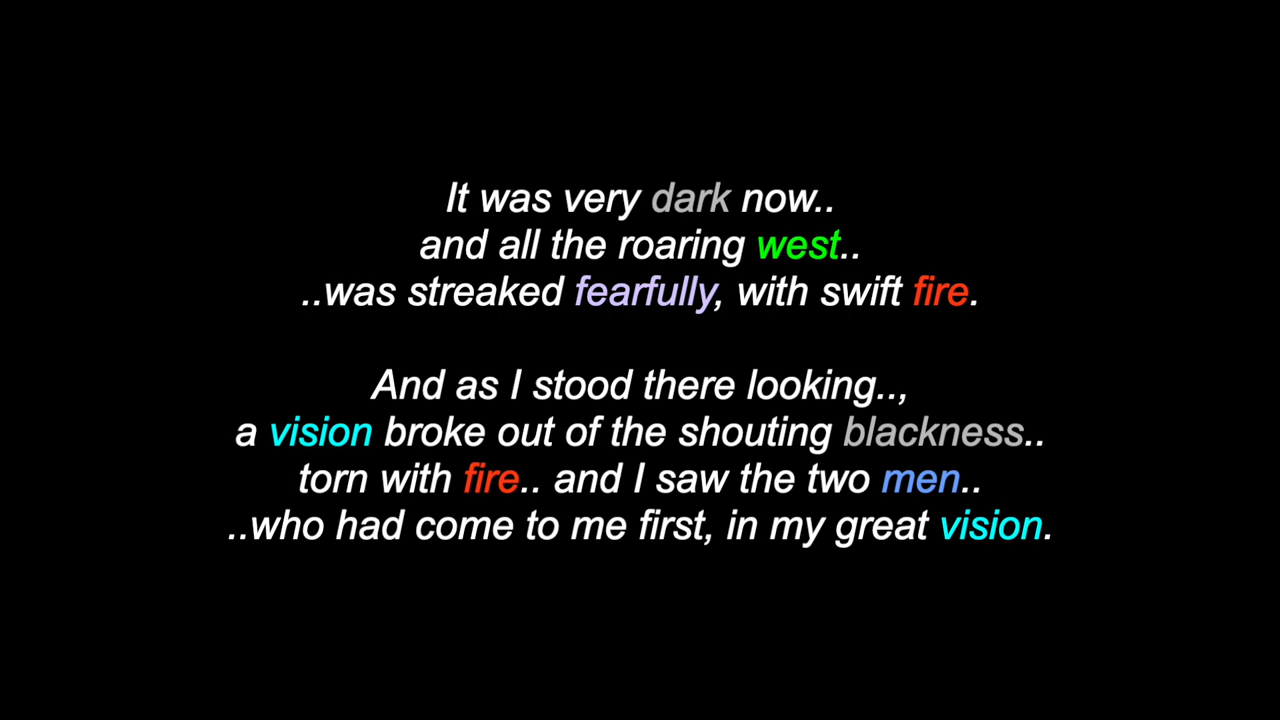 It was very dark now..
and all the roaring west..
..was streaked fearfully, with swift fire.
And as I stood there looking..,
a vision broke out of the shouting blackness..
torn with fire.. and I saw the two men..
..who had come to me first, in my great vision.